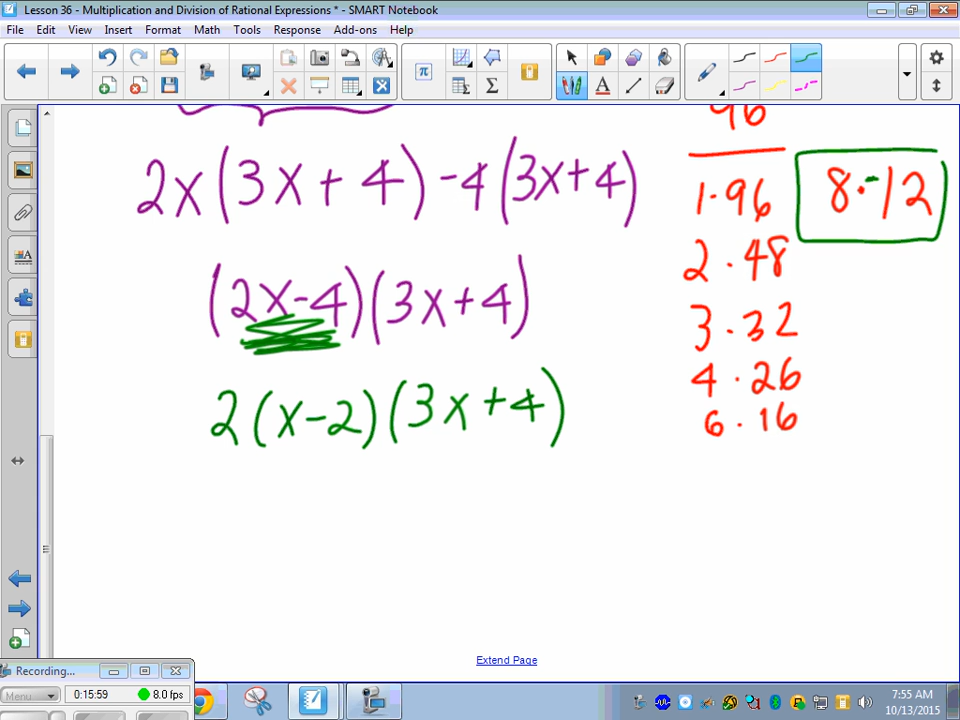 Lesson 36 - Multiplication and Division of Rational Expressions * - SMART Notebook
File Edit View Insert Format Math Tools Response Add-ons Help
96
2x(3x+4)-4(3x+4)
1·96
8·-12
(2x-4)(3x+4)
2·48
3·32
2(x-2)(3x+4)
4·26
6·16
Extend Page
Recording...
Menu
0:15:59
8.0 fps
7:55 AM
10/13/2015